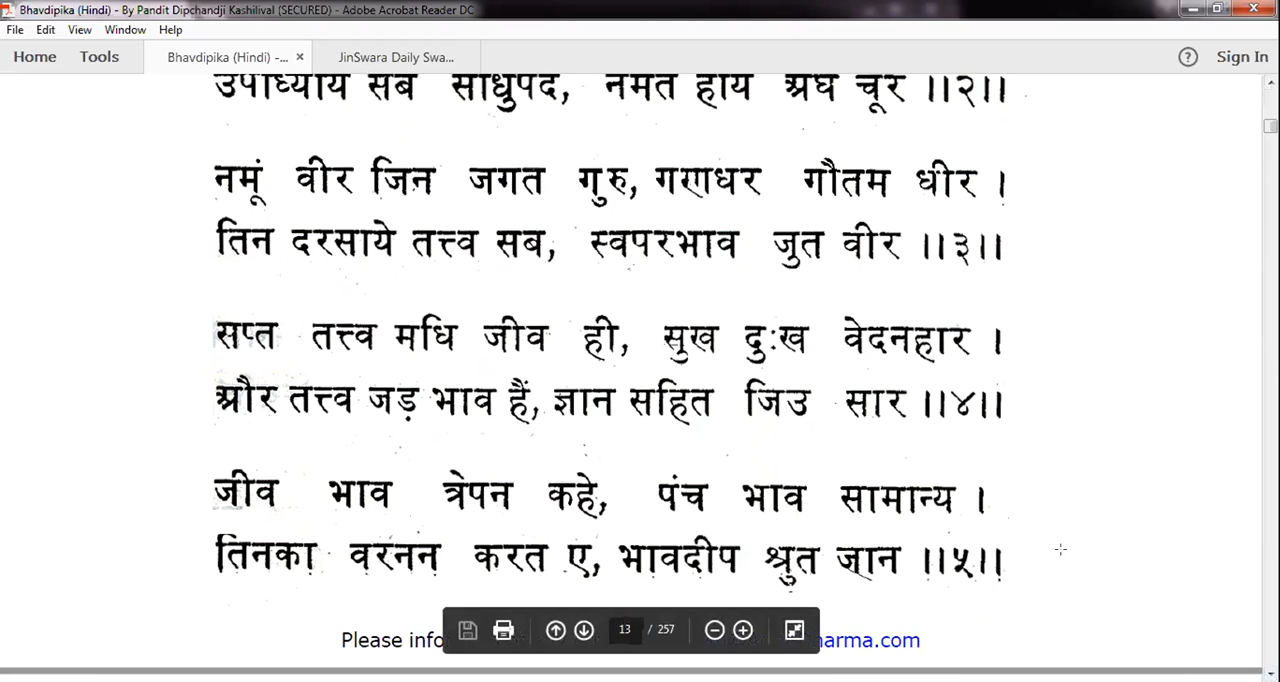 Bhavdipika (Hindi) - By Pandit Dipchandji Kashilival (SECURED) - Adobe Acrobat Reader DC
File Edit View Window Help
Home Tools Bhavdipika (Hindi) -... × JinSwara Daily Swa... ? Sign In
उपाध्याय सब साधुपद, नमत होय अघ चूर ।।२।।
नमूं वीर जिन जगत गुरु, गणधर गौतम धीर ।
तिन दरसाये तत्त्व सब, स्वपरभाव जुत वीर ।।३।।
सप्त तत्त्व मधि जीव ही, सुख दुःख वेदनहार ।
और तत्त्व जड़ भाव हैं, ज्ञान सहित जिउ सार ।।४।।
जीव भाव त्रेपन कहे, पंच भाव सामान्य ।
तिनका वरनन करत ए, भावदीप श्रुत जान ।।५।।
13 / 257
Please